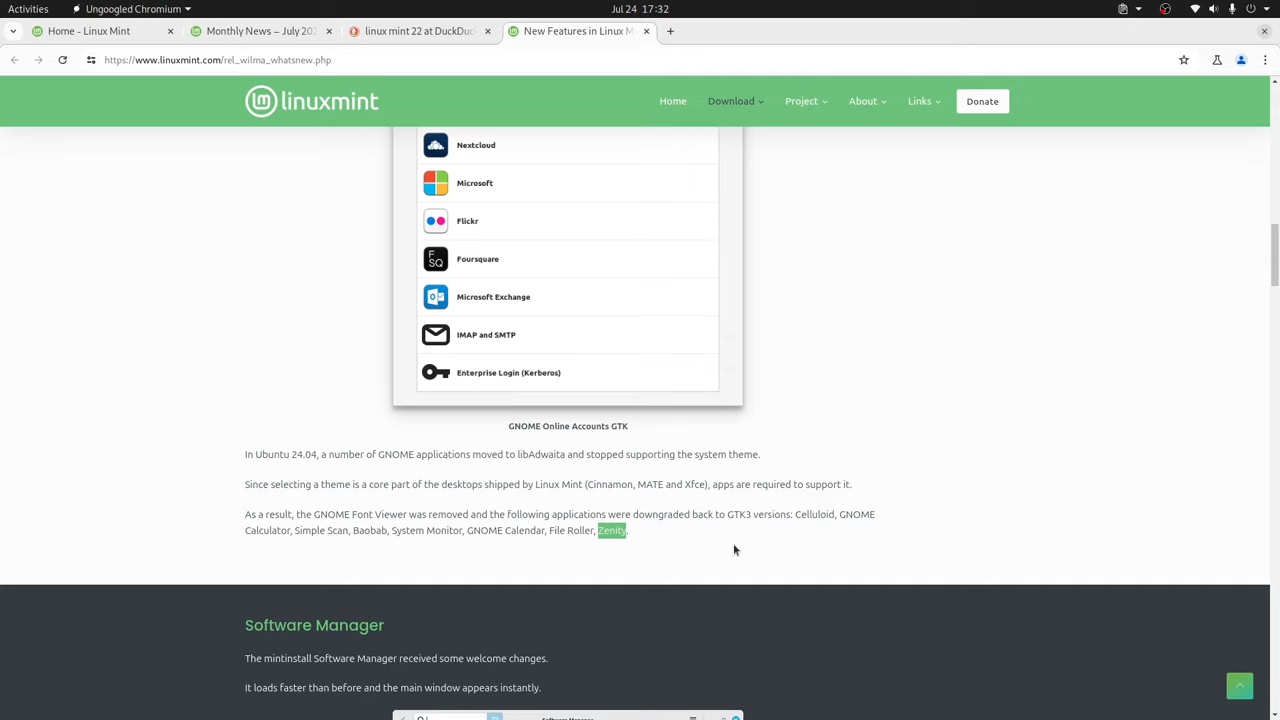 Activities
Ungoogled Chromium
Jul 24 17:32
Home - Linux Mint
Monthly News – July 202
linux mint 22 at DuckDu
New Features in Linux M
https://www.linuxmint.com/rel_wilma_whatsnew.php
linuxmint
Home
Download
Project
About
Links
Donate
Nextcloud
Microsoft
Flickr
Foursquare
Microsoft Exchange
IMAP and SMTP
Enterprise Login (Kerberos)
GNOME Online Accounts GTK
In Ubuntu 24.04, a number of GNOME applications moved to libAdwaita and stopped supporting the system theme.
Since selecting a theme is a core part of the desktops shipped by Linux Mint (Cinnamon, MATE and Xfce), apps are required to support it.
As a result, the GNOME Font Viewer was removed and the following applications were downgraded back to GTK3 versions: Celluloid, GNOME
Calculator, Simple Scan, Baobab, System Monitor, GNOME Calendar, File Roller, Zenity.
Software Manager
The mintinstall Software Manager received some welcome changes.
It loads faster than before and the main window appears instantly.